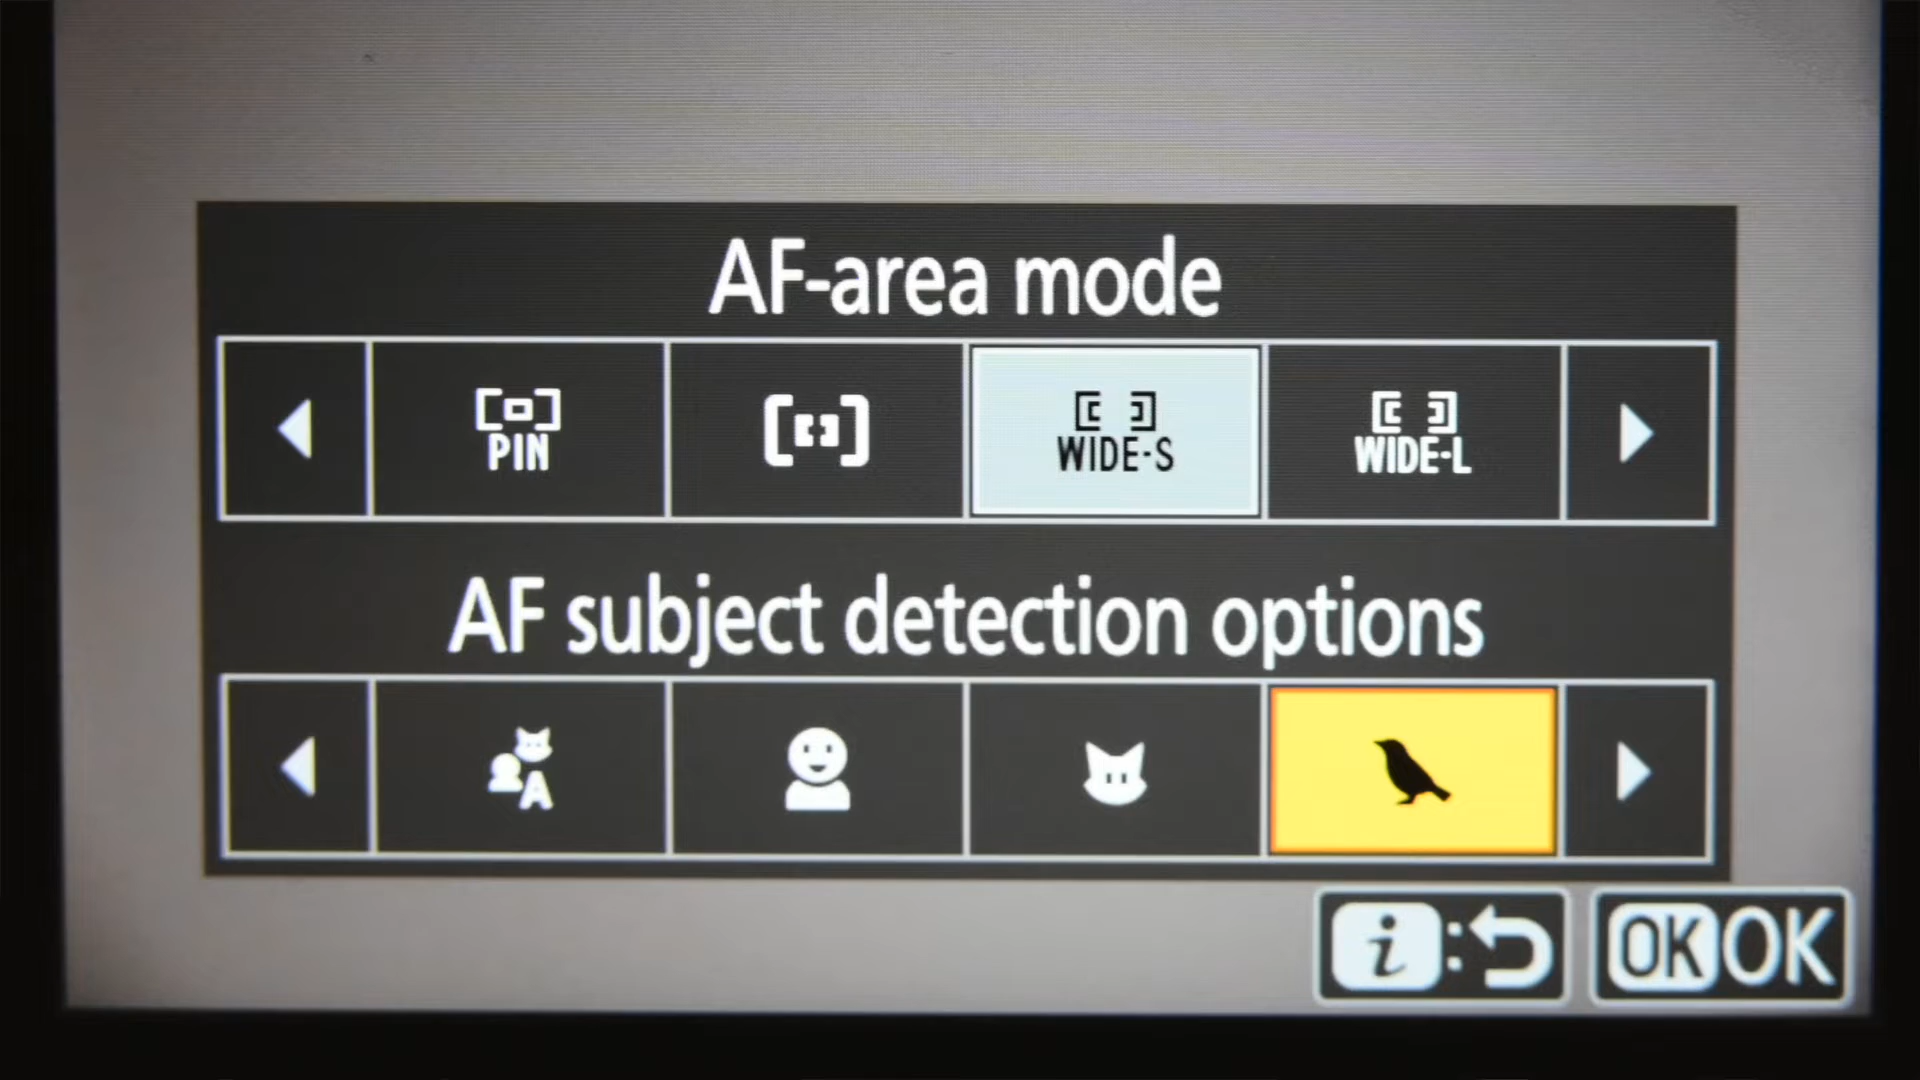 AF-area mode
PIN
WIDE-S
WIDE-L
AF subject detection options
A
i: OK OK